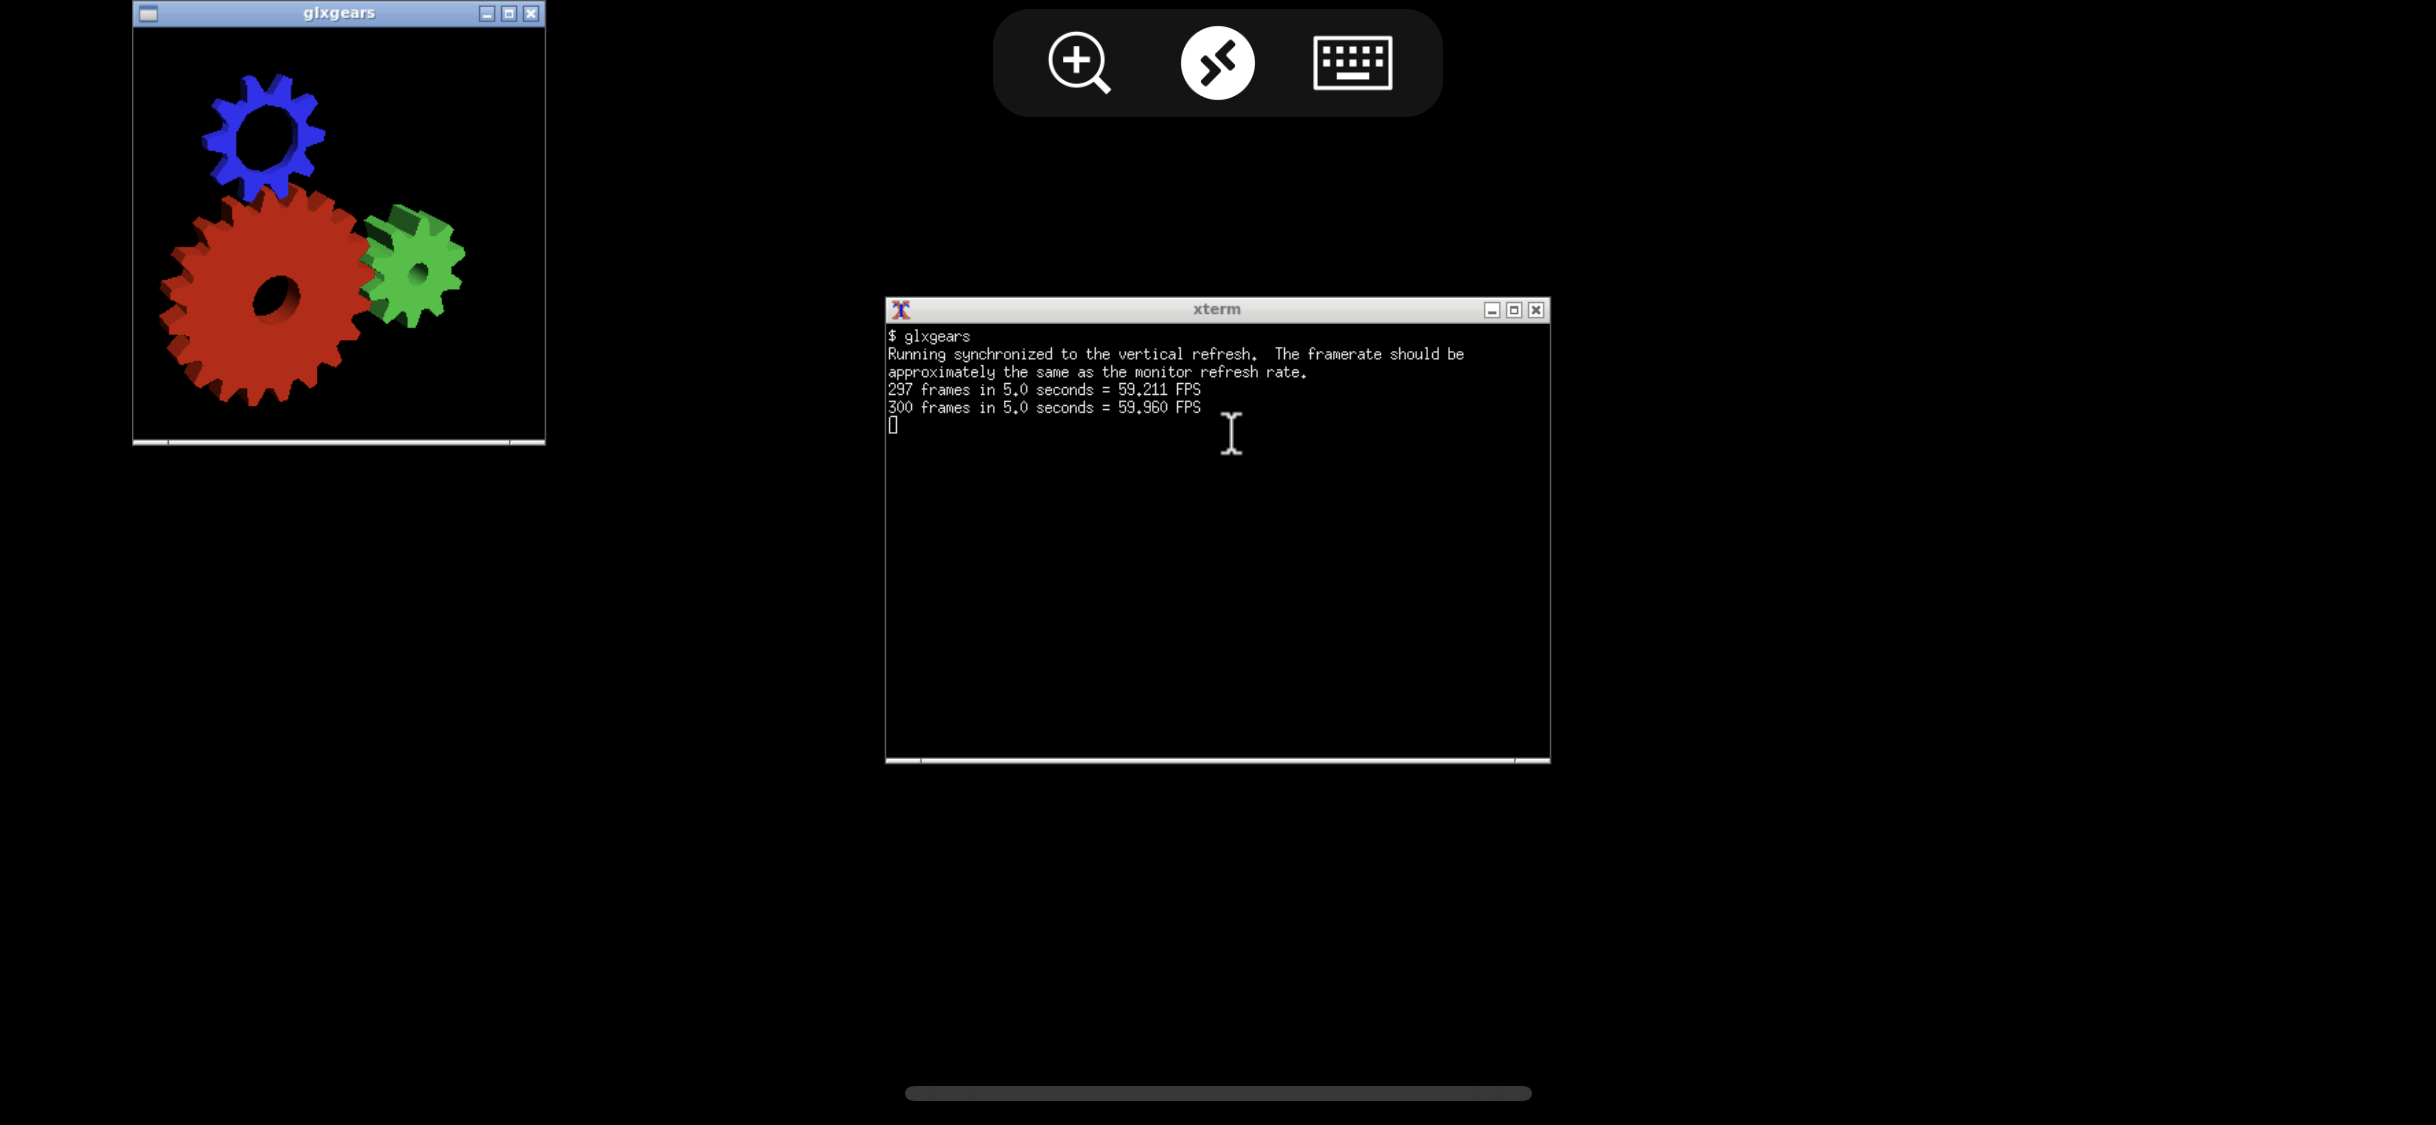 glxgears
xterm
$ glxgears
Running synchronized to the vertical refresh.  The framerate should be
approximately the same as the monitor refresh rate.
297 frames in 5.0 seconds = 59.211 FPS
300 frames in 5.0 seconds = 59.960 FPS